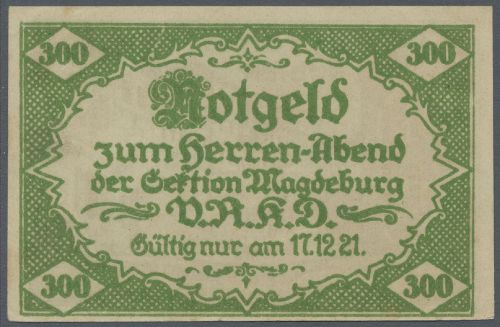 300 300
Notgeld
zum Herren-Abend
der Sektion Magdeburg
V.R.K.D.
Gültig nur am 17.12 21.
300 300